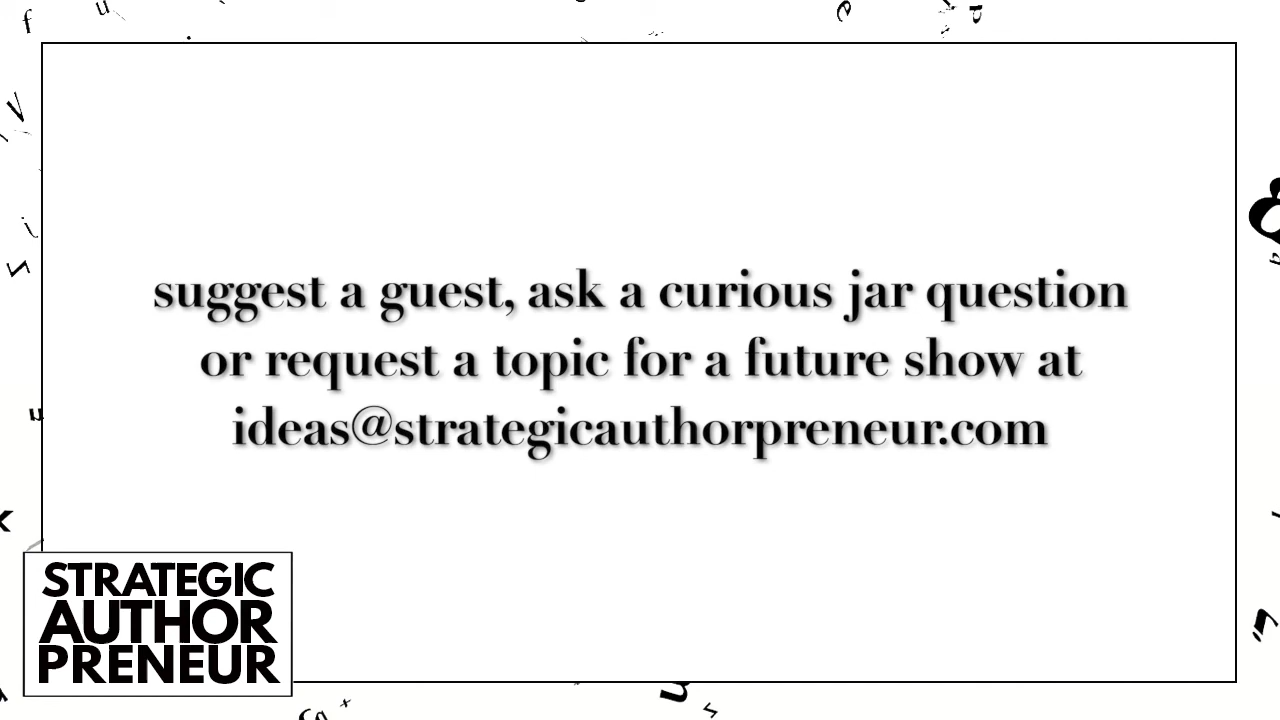 suggest a guest, ask a curious jar question
or request a topic for a future show at
ideas@strategicauthorpreneur.com
STRATEGIC
AUTHOR
PRENEUR